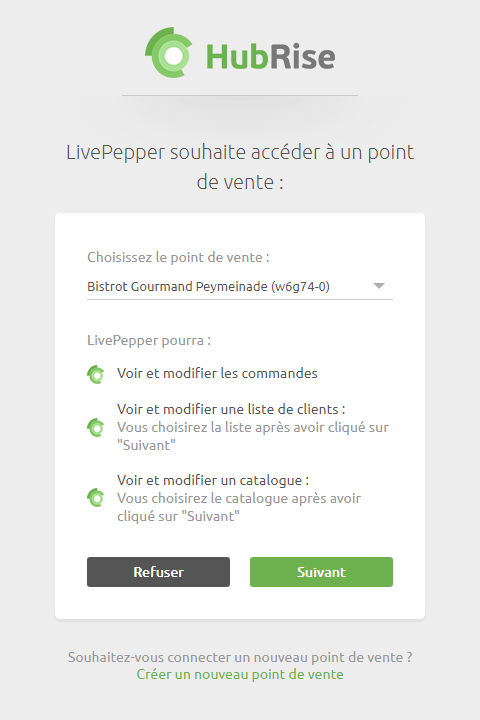 HubRise
LivePepper souhaite accéder à un point
de vente :
Choisissez le point de vente :
Bistrot Gourmand Peymeinade (w6g74-0)
LivePepper pourra :
Voir et modifier les commandes
Voir et modifier une liste de clients :
Vous choisirez la liste après avoir cliqué sur
"Suivant"
Voir et modifier un catalogue :
Vous choisirez le catalogue après avoir
cliqué sur "Suivant"
Refuser
Suivant
Souhaitez-vous connecter un nouveau point de vente ?
Créer un nouveau point de vente